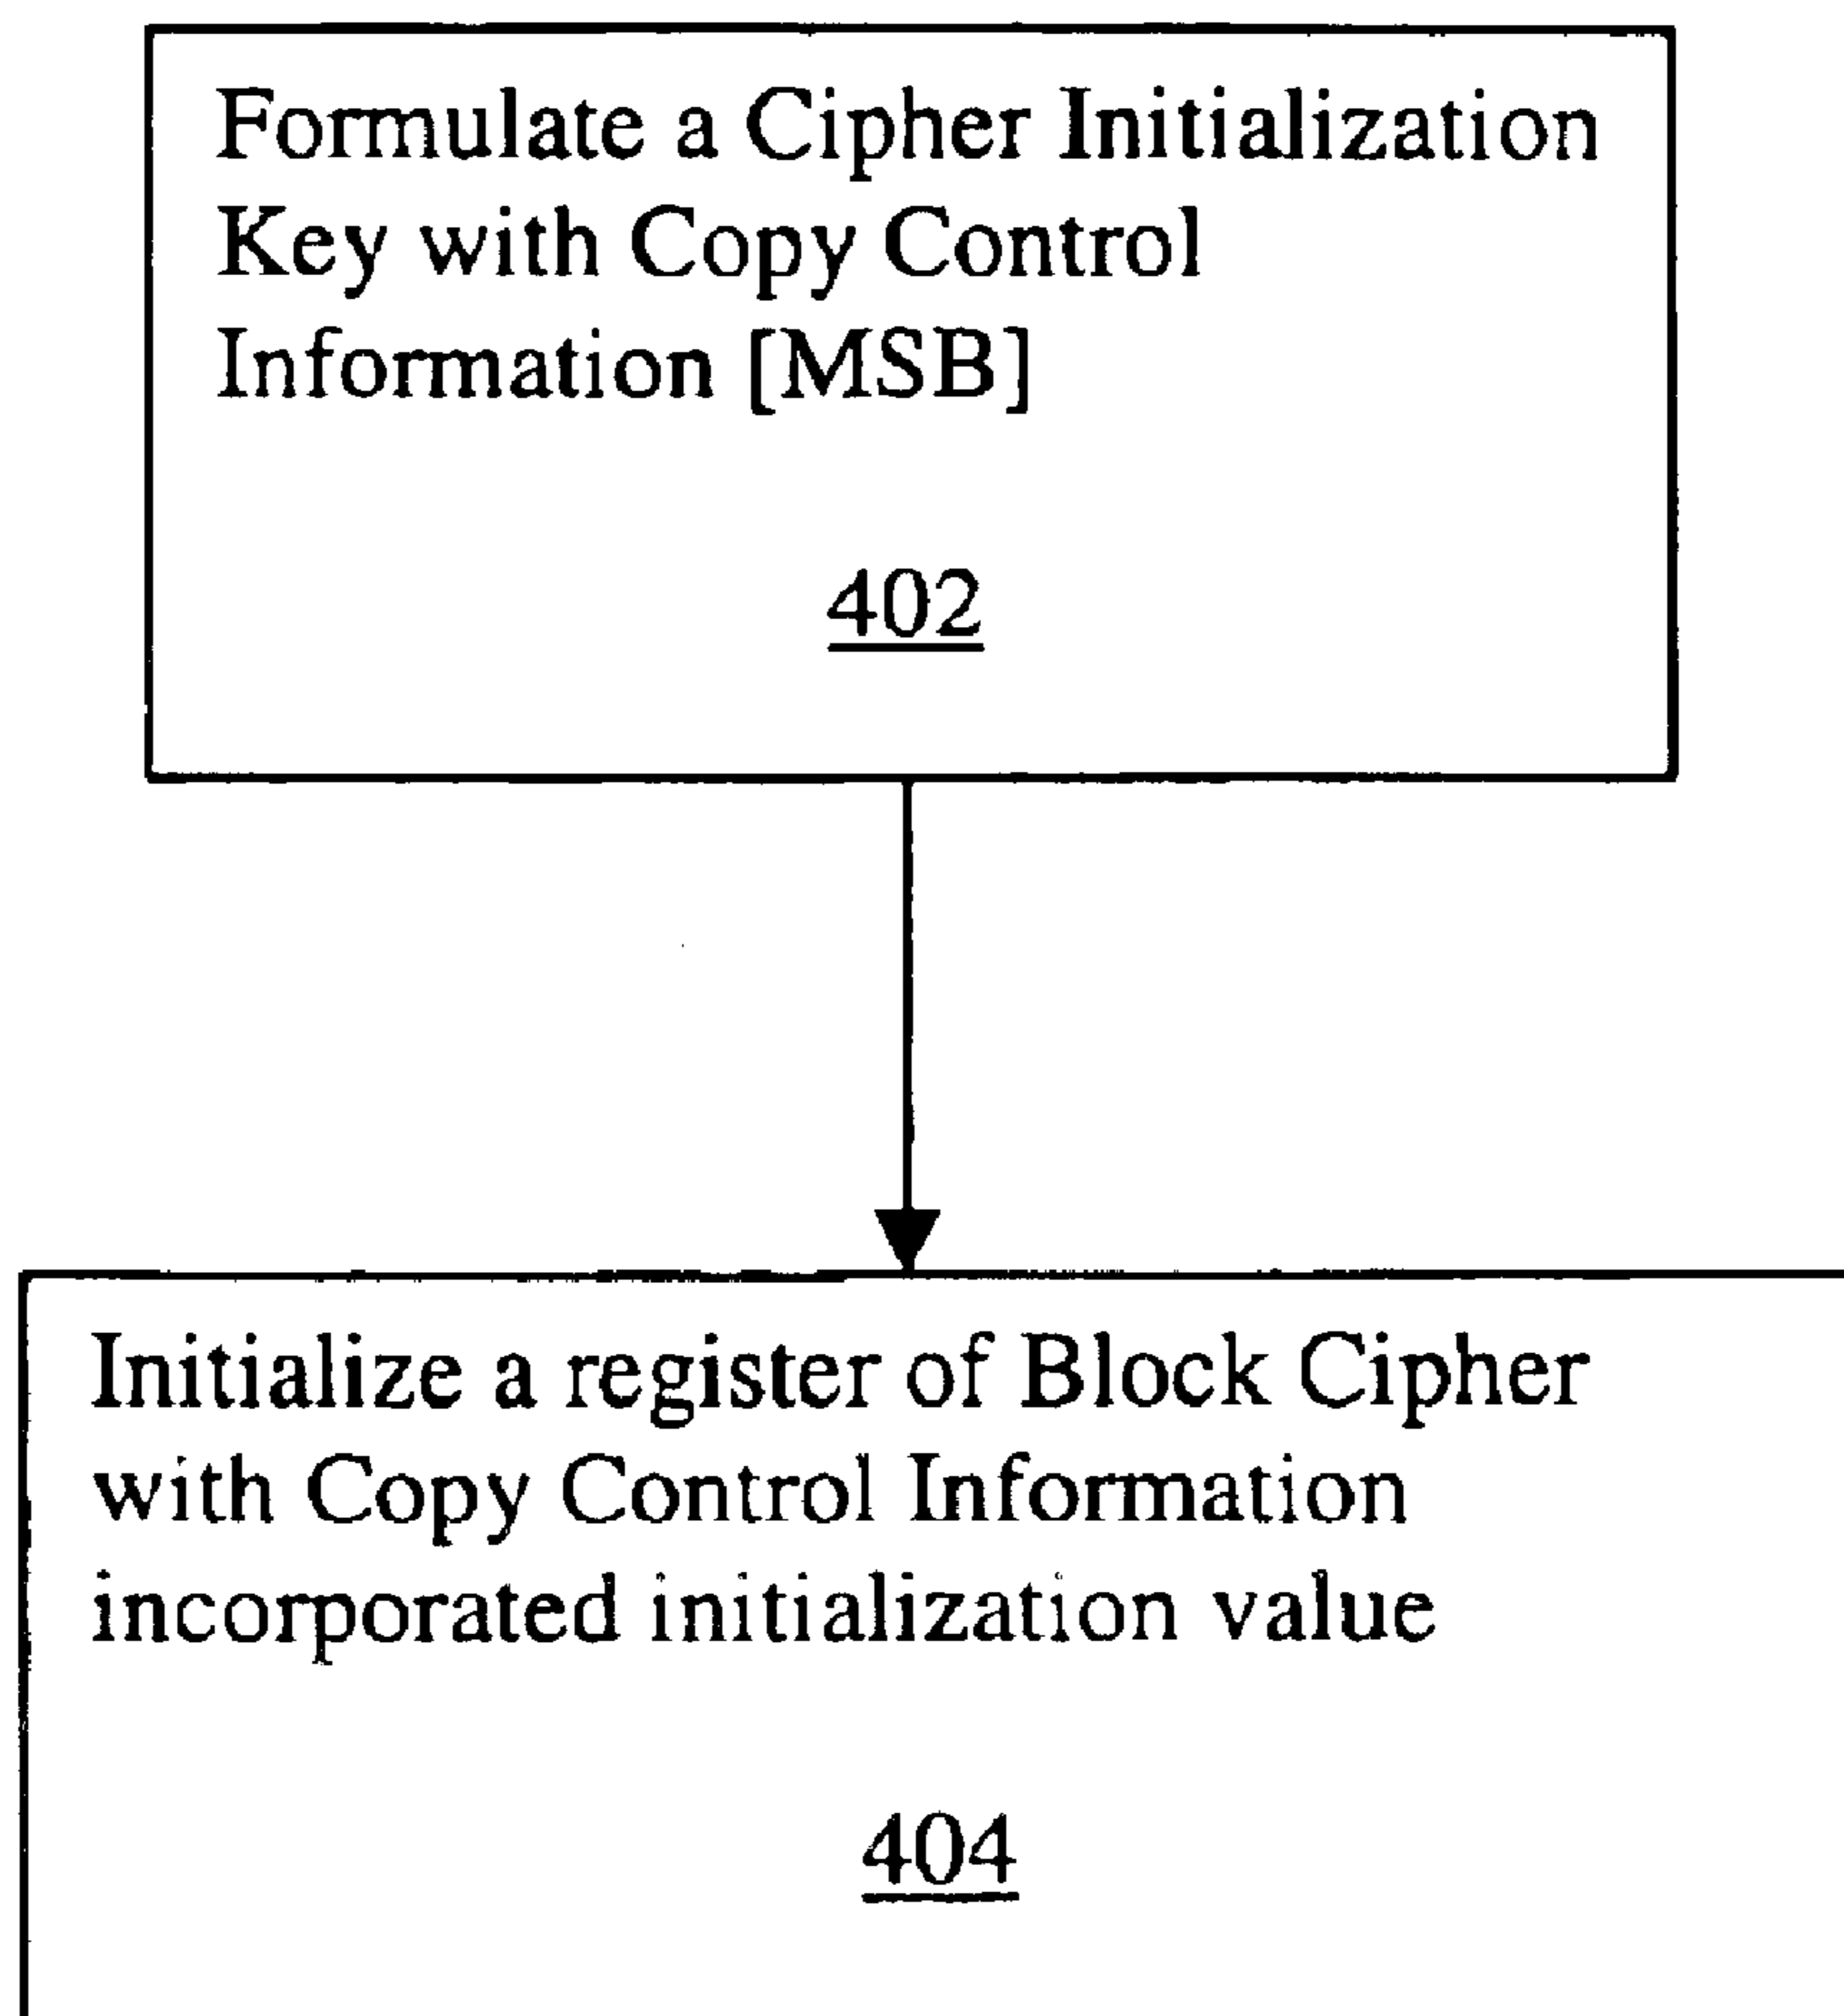 Formulate a Cipher Initialization
Key with Copy Control
Information [MSB]
402
Initialize a register of Block Cipher
with Copy Control Information
incorporated initialization value
404